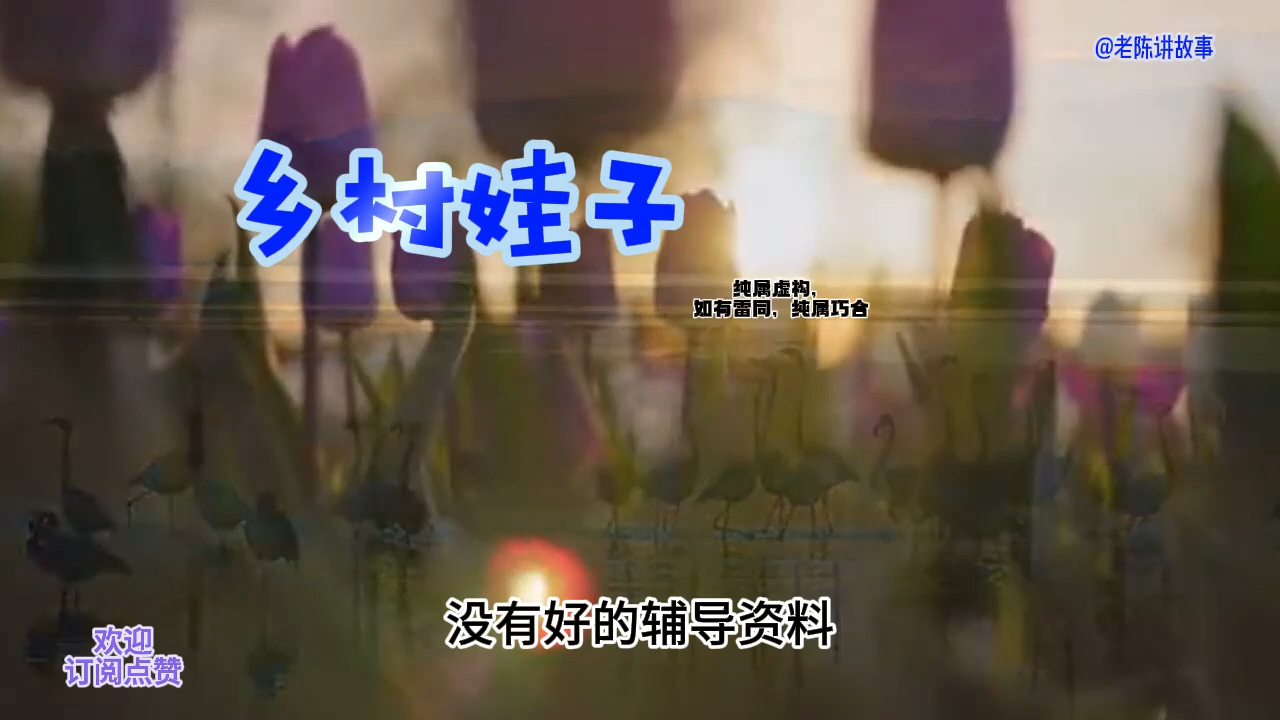 @老陈讲故事
乡村娃子
纯属虚构，
如有雷同，纯属巧合
没有好的辅导资料
欢迎
订阅点赞